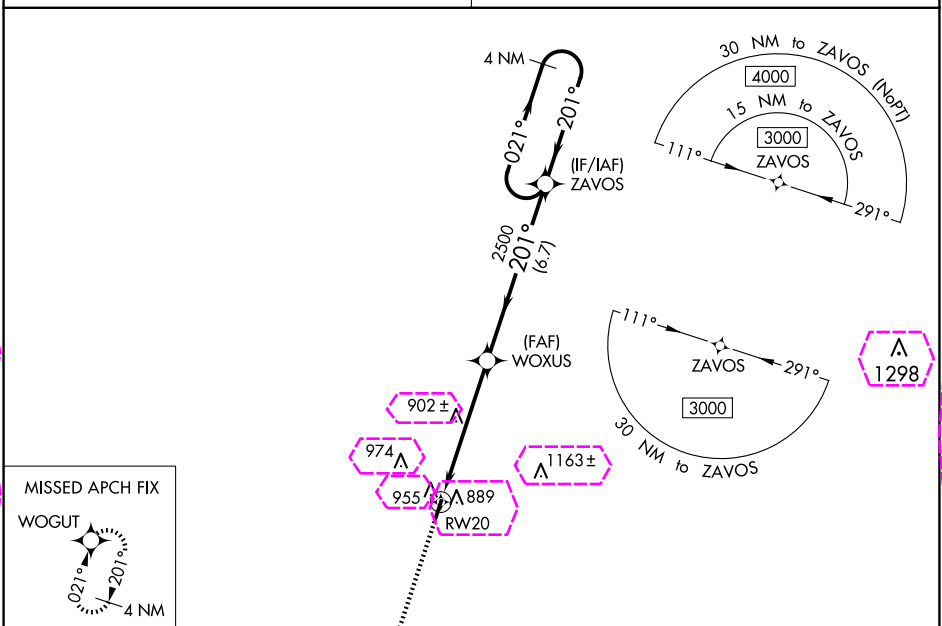 4 NM
021°
201°
(IF/IAF)
ZAVOS
2500
201°
(6.7)
(FAF)
WOXUS
902 ±
974
955
889
RW20
1163 ±
30 NM to ZAVOS (NoPT)
4000
15 NM to ZAVOS
3000
ZAVOS
111°
291°
111°
291°
ZAVOS
3000
30 NM to ZAVOS
1298
MISSED APCH FIX
WOGUT
021°
201°
4 NM